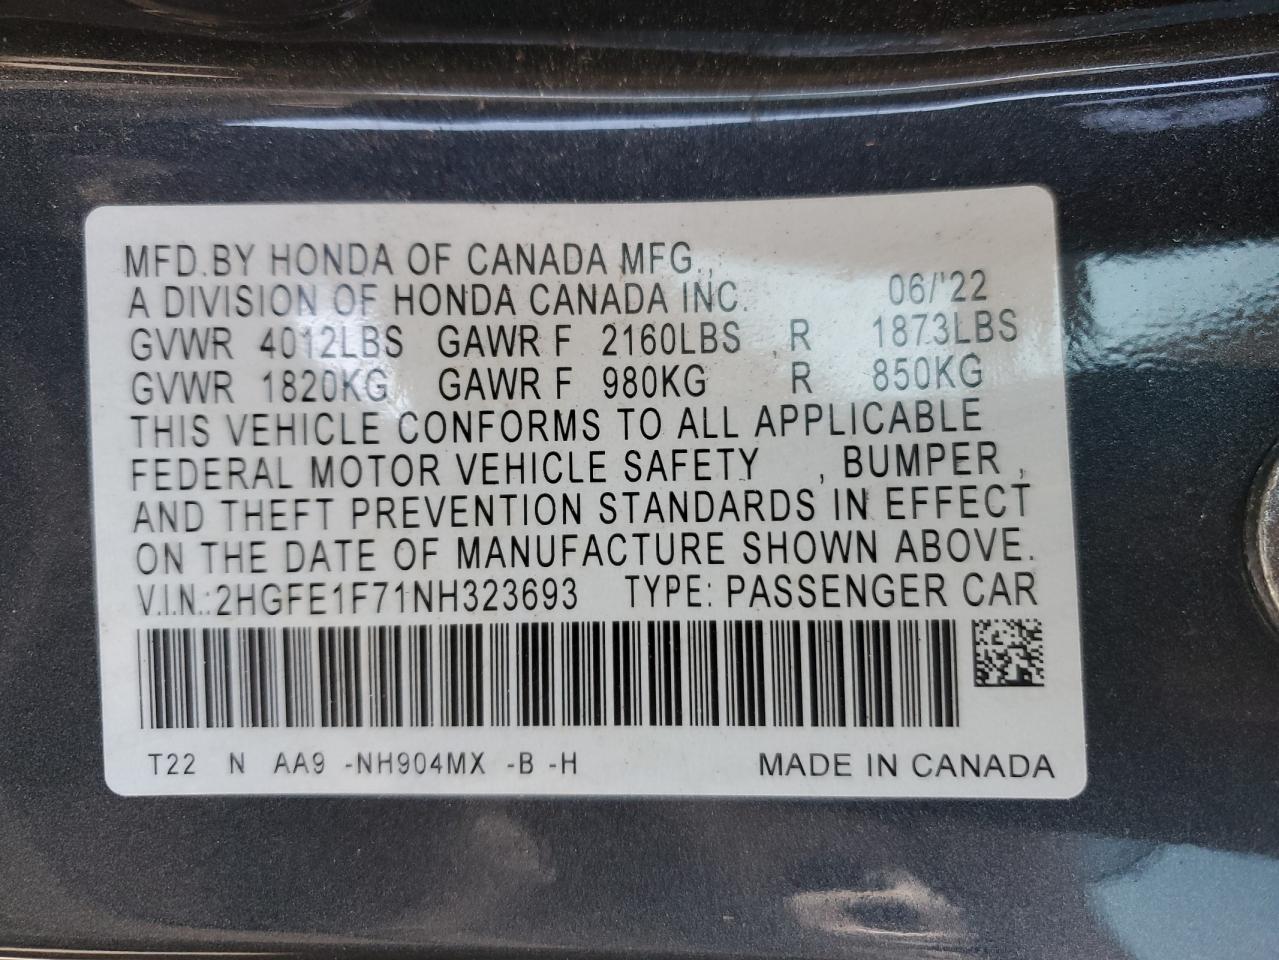 MFD.BY HONDA OF CANADA MFG.,
A DIVISION OF HONDA CANADA INC. 06/'22
GVWR 4012LBS GAWR F 2160LBS ,R 1873LBS
GVWR 1820KG GAWR F 980KG R 850KG
THIS VEHICLE CONFORMS TO ALL APPLICABLE
FEDERAL MOTOR VEHICLE SAFETY , BUMPER ,
AND THEFT PREVENTION STANDARDS IN EFFECT
ON THE DATE OF MANUFACTURE SHOWN ABOVE.
V.I.N.:2HGFE1F71NH323693 TYPE: PASSENGER CAR
T22 N AA9 -NH904MX -B -H MADE IN CANADA